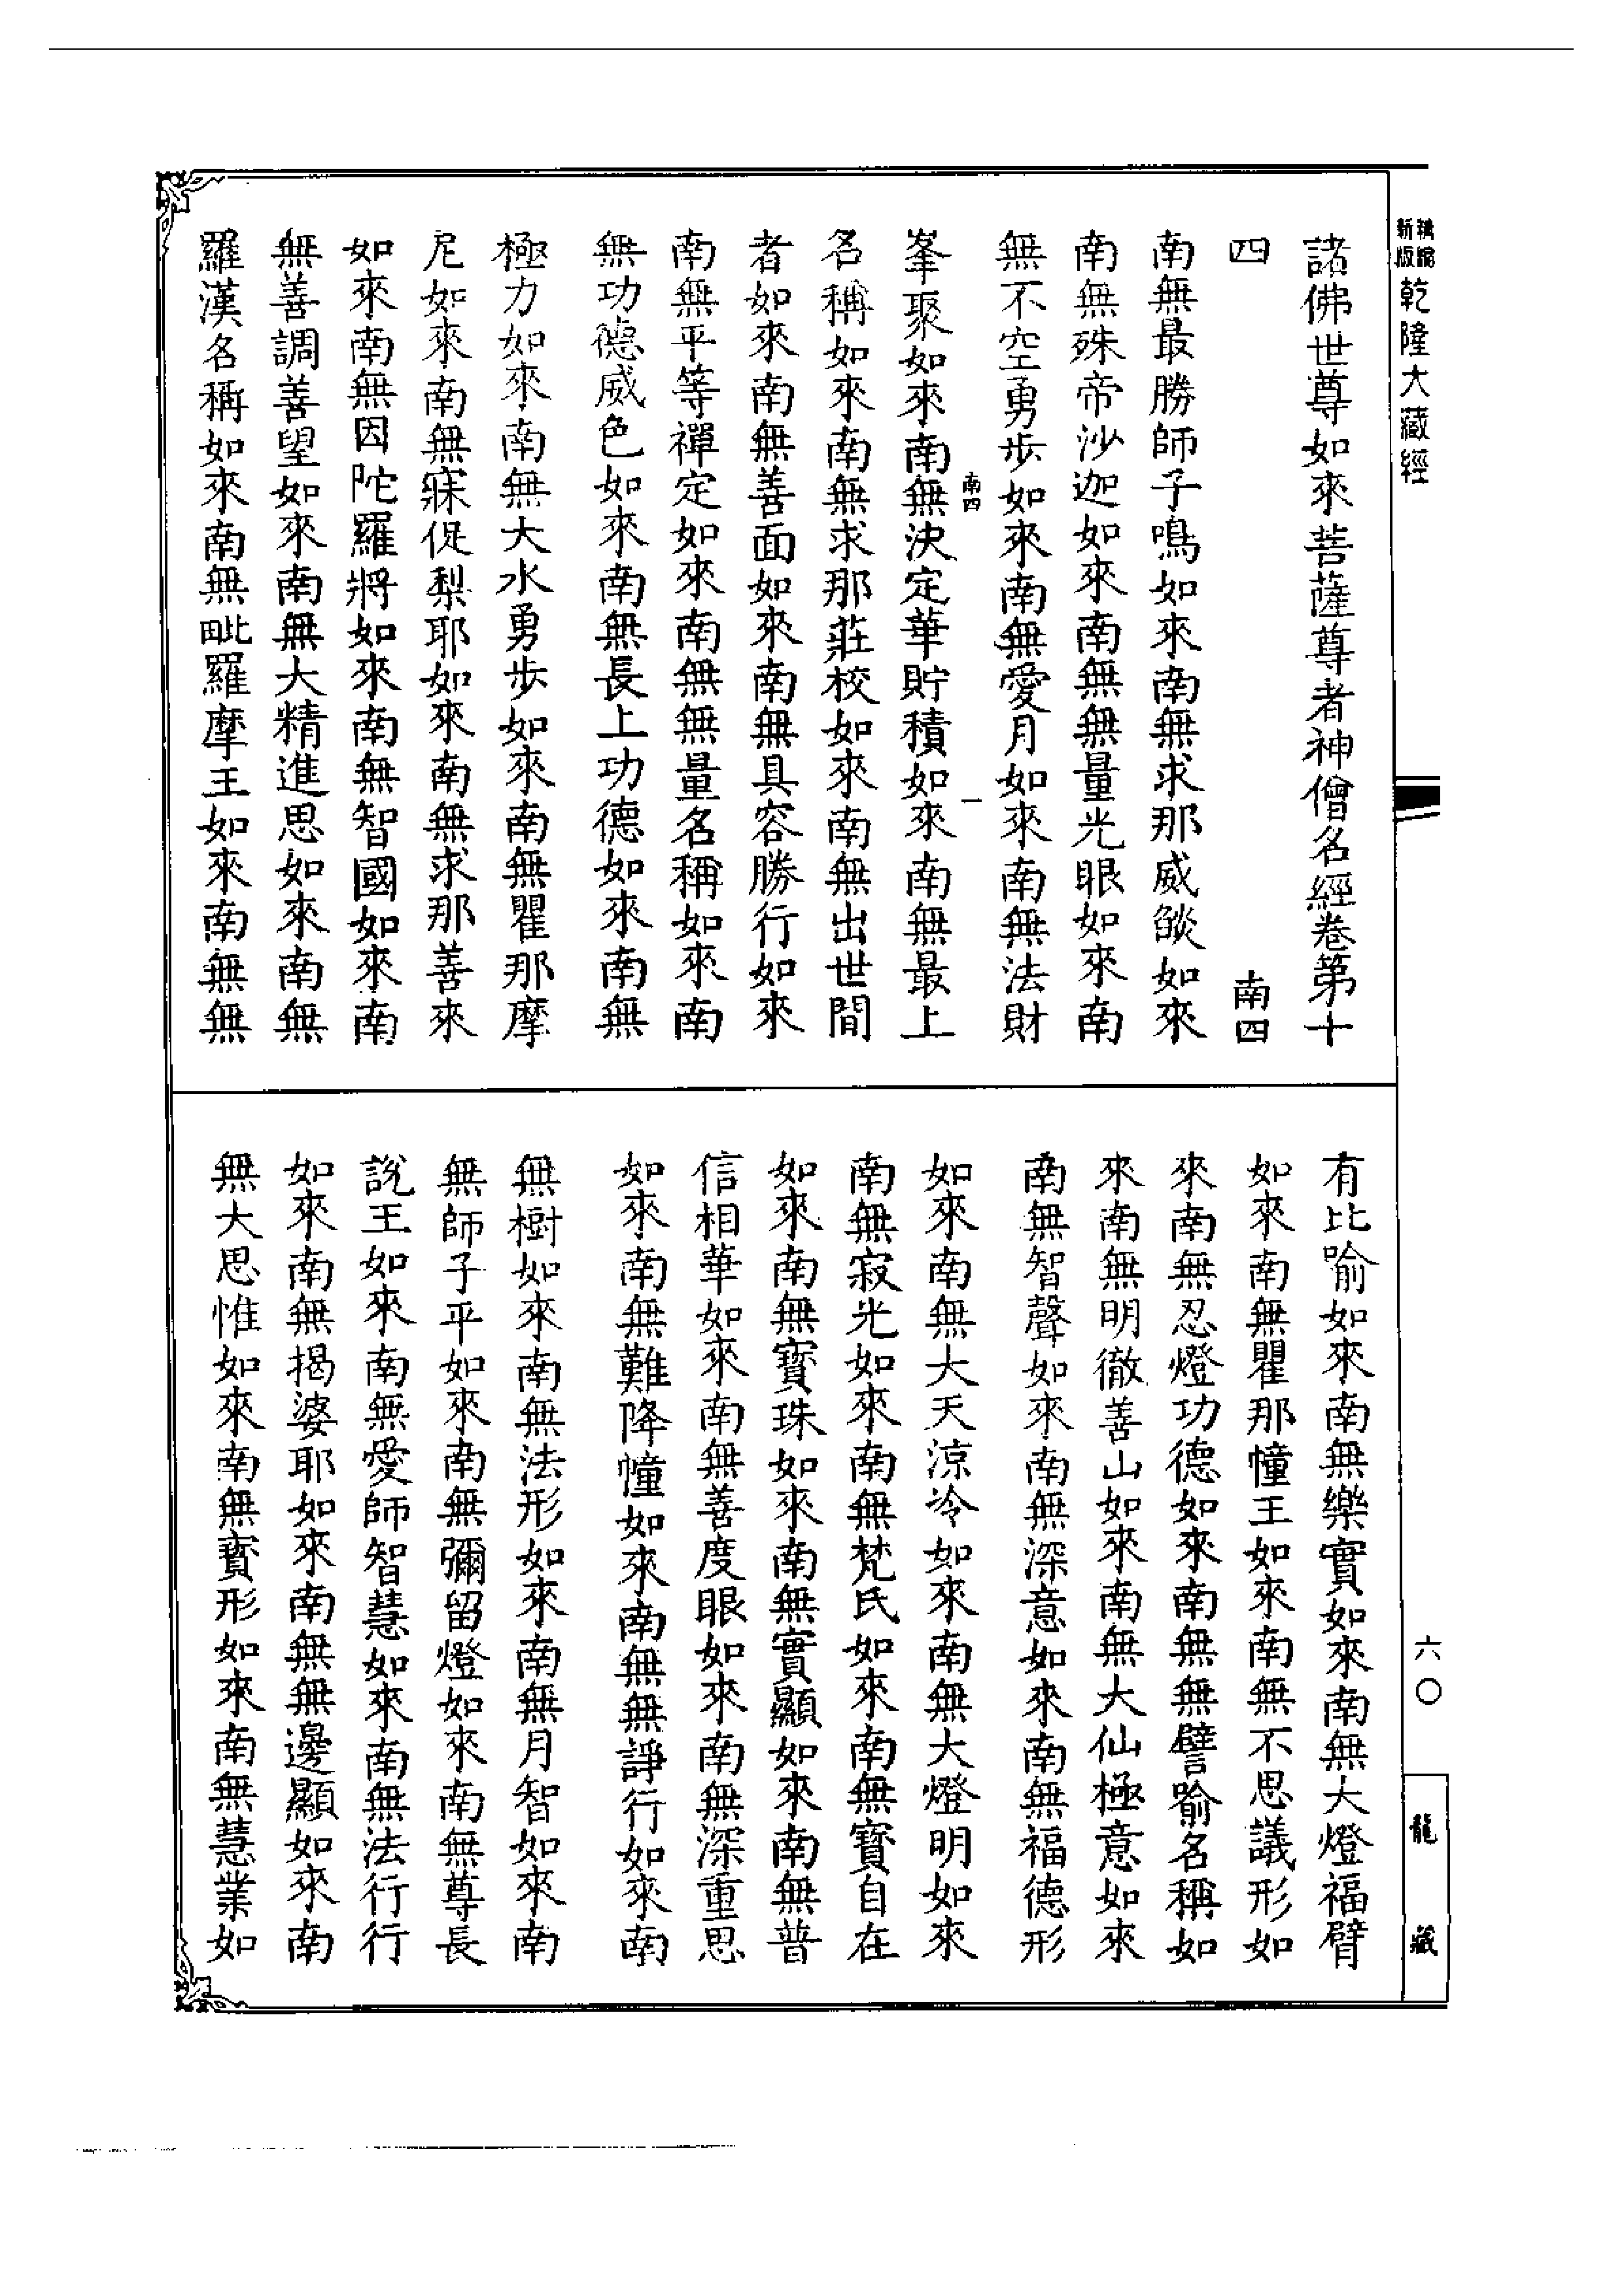 精縮
新版
乾隆大藏經
諸佛世尊如來菩薩尊者神僧名經卷第十
四 南四
南無最勝師子鳴如來南無求那威燄如來
南無殊帝沙迦如來南無無量光眼如來南
無不空勇步如來南無愛月如來南無法財
南四 一
峯聚如來南無決定華貯積如來南無最上
名稱如來南無求那莊校如來南無出世間
者如來南無善面如來南無具容勝行如來
南無平等禪定如來南無無量名稱如來南
無功德威色如來南無長上功德如來南無
極力如來南無大水勇步如來南無瞿那摩
尼如來南無寐促梨耶如來南無求那善來
如來南無因陀羅將如來南無智國如來南
無善調善望如來南無大精進思如來南無
羅漢名稱如來南無毗羅摩王如來南無無
有比喻如來南無樂實如來南無大燈福臂
如來南無瞿那幢王如來南無不思議形如
來南無忍燈功德如來南無無譬喻名稱如
來南無明徹善山如來南無大仙極意如來
南無智聲如來南無深意如來南無福德形
如來南無大天涼冷如來南無大燈明如來
南無寂光如來南無梵氏如來南無寶自在
如來南無寶珠如來南無實顯如來南無普
信相華如來南無善度眼如來南無深重思
如來南無難降幢如來南無無諍行如來南
無樹如來南無法形如來南無月智如來南
無師子平如來南無彌留燈如來南無尊長
說王如來南無愛師智慧如來南無法行行
如來南無揭婆耶如來南無無邊顯如來南
無大思惟如來南無寶形如來南無慧業如
六〇
龍藏